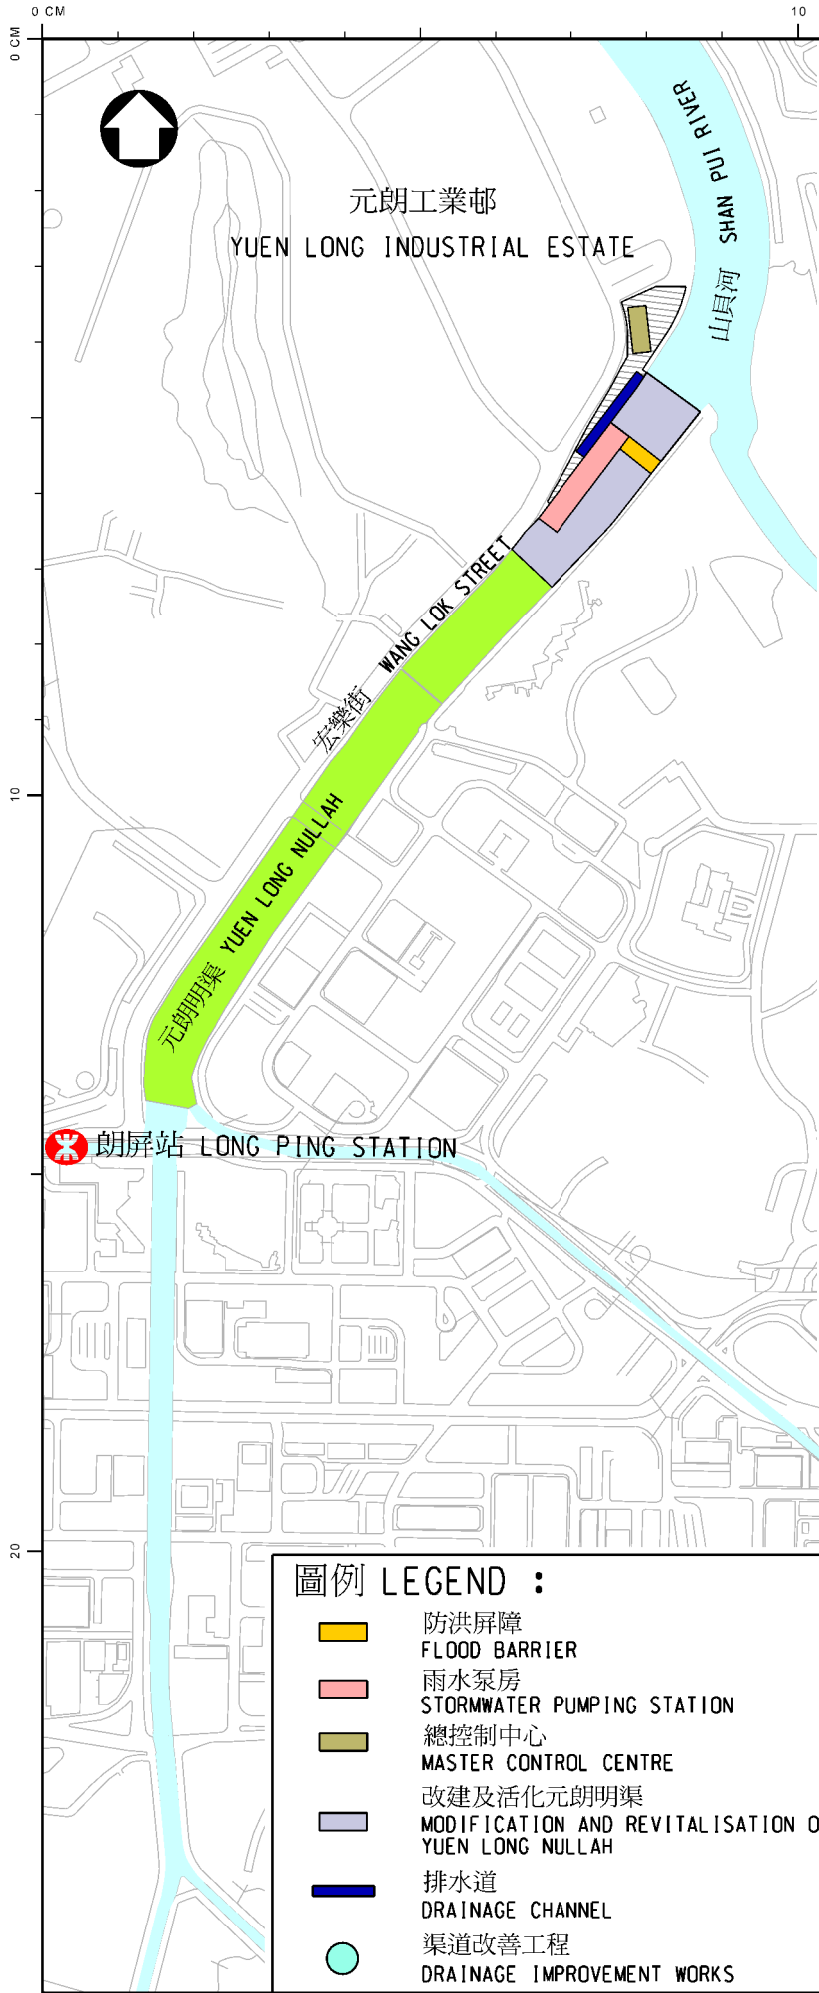 0 CM
10
0 CM
SHAN PUI RIVER
山貝河
元朗工業邨
YUEN LONG INDUSTRIAL ESTATE
WANG LOK STREET
宏樂街
10
元朗明渠 YUEN LONG NULLAH
朗屏站 LONG PING STATION
20
圖例 LEGEND :
防洪屏障
FLOOD BARRIER
雨水泵房
STORMWATER PUMPING STATION
總控制中心
MASTER CONTROL CENTRE
改建及活化元朗明渠
MODIFICATION AND REVITALISATION O
YUEN LONG NULLAH
排水道
DRAINAGE CHANNEL
渠道改善工程
DRAINAGE IMPROVEMENT WORKS